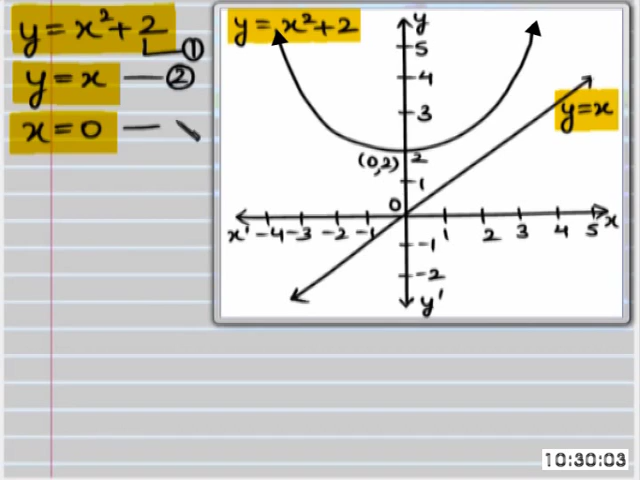 y = x² + 2
①
y = x — ②
x = 0 —
y = x² + 2
y
5
4
3
y = x
(0,2) 2
1
0
x' -4 -3 -2 -1 1 2 3 4 5 x
-1
-2
y'
10:30:03